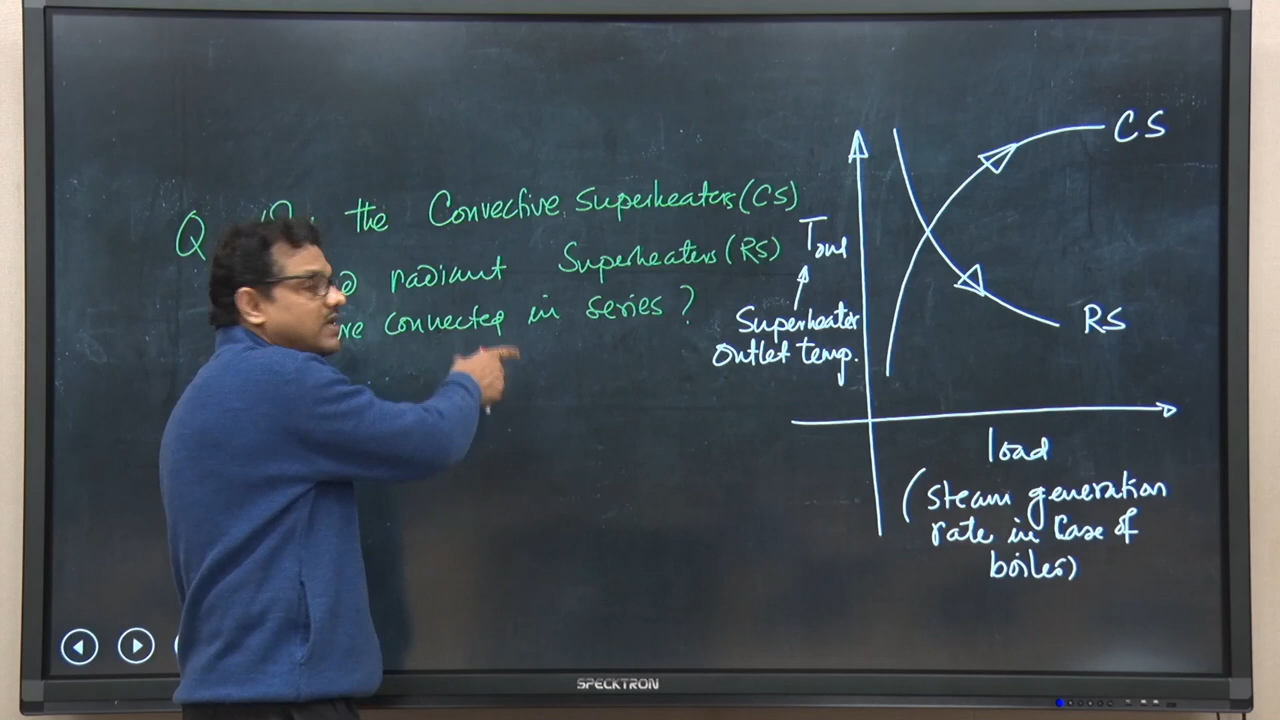 Q the Convective Superheaters (CS)
radiant Superheaters (RS)
connected in series ?
Tout
Superheater
outlet temp.
CS
RS
load
(steam generation
rate in case of
boiler)
SPECKTRON